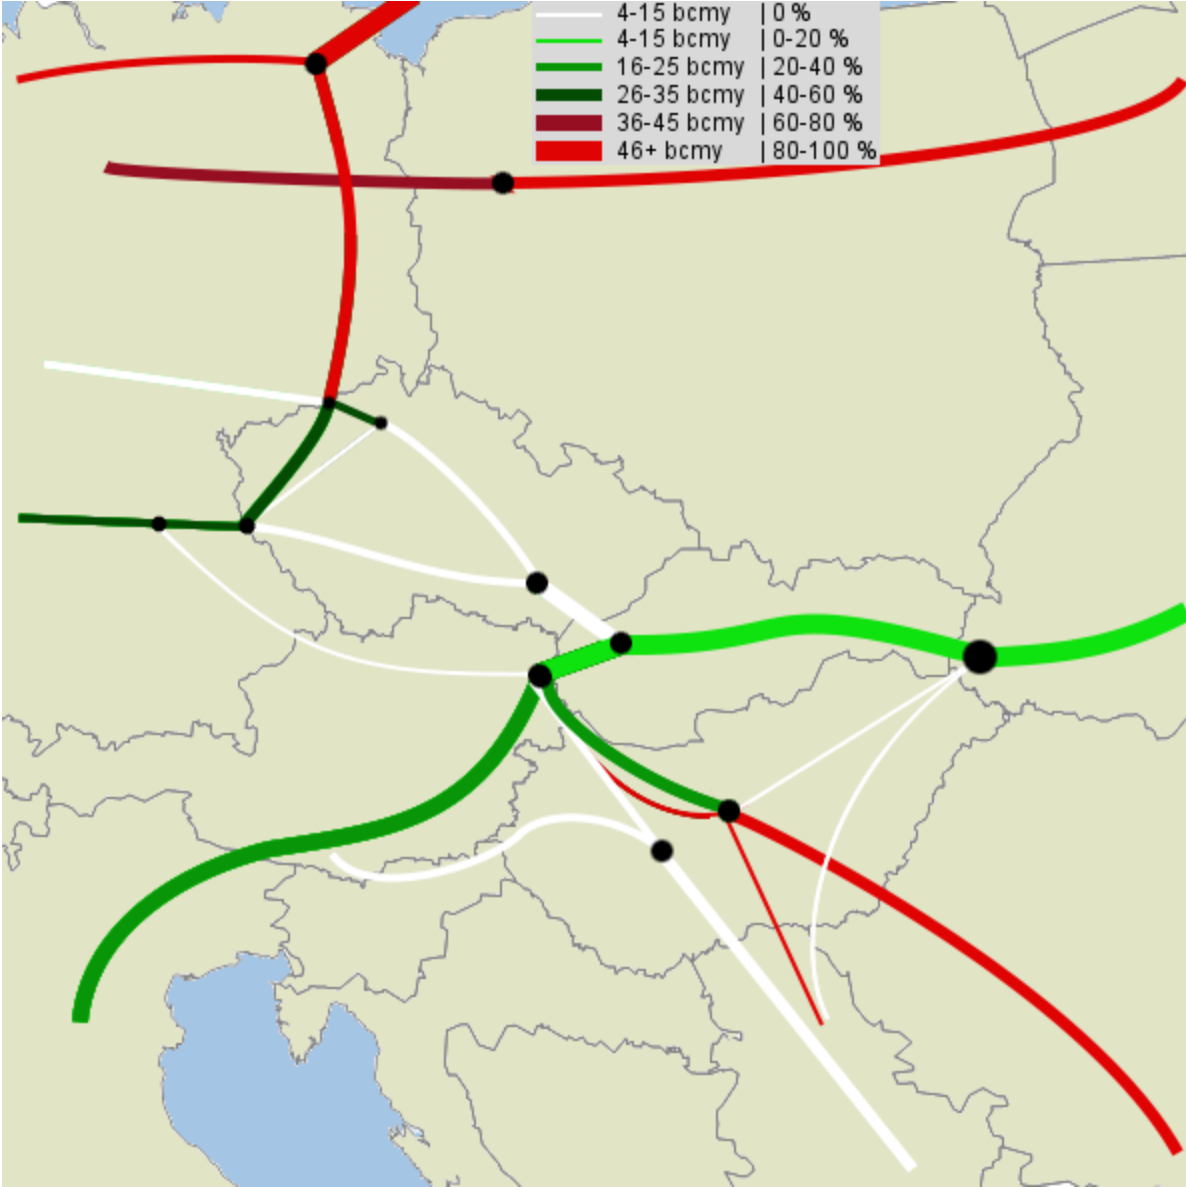 4-15 bcmy | 0 %
4-15 bcmy | 0-20 %
16-25 bcmy | 20-40 %
26-35 bcmy | 40-60 %
36-45 bcmy | 60-80 %
46+ bcmy | 80-100 %